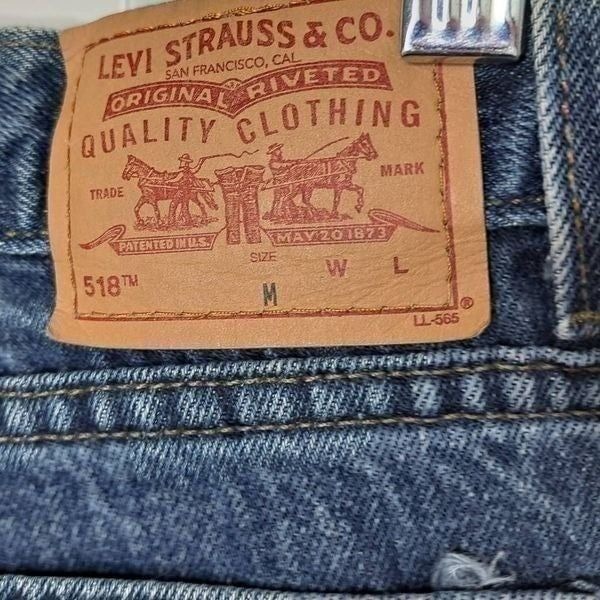 LEVI STRAUSS & CO.
SAN FRANCISCO, CAL
ORIGINAL RIVETED
QUALITY CLOTHING
TRADE MARK
PATENTED IN U.S. MAY 20 1873
SIZE
518™ M W L
LL-565 ®